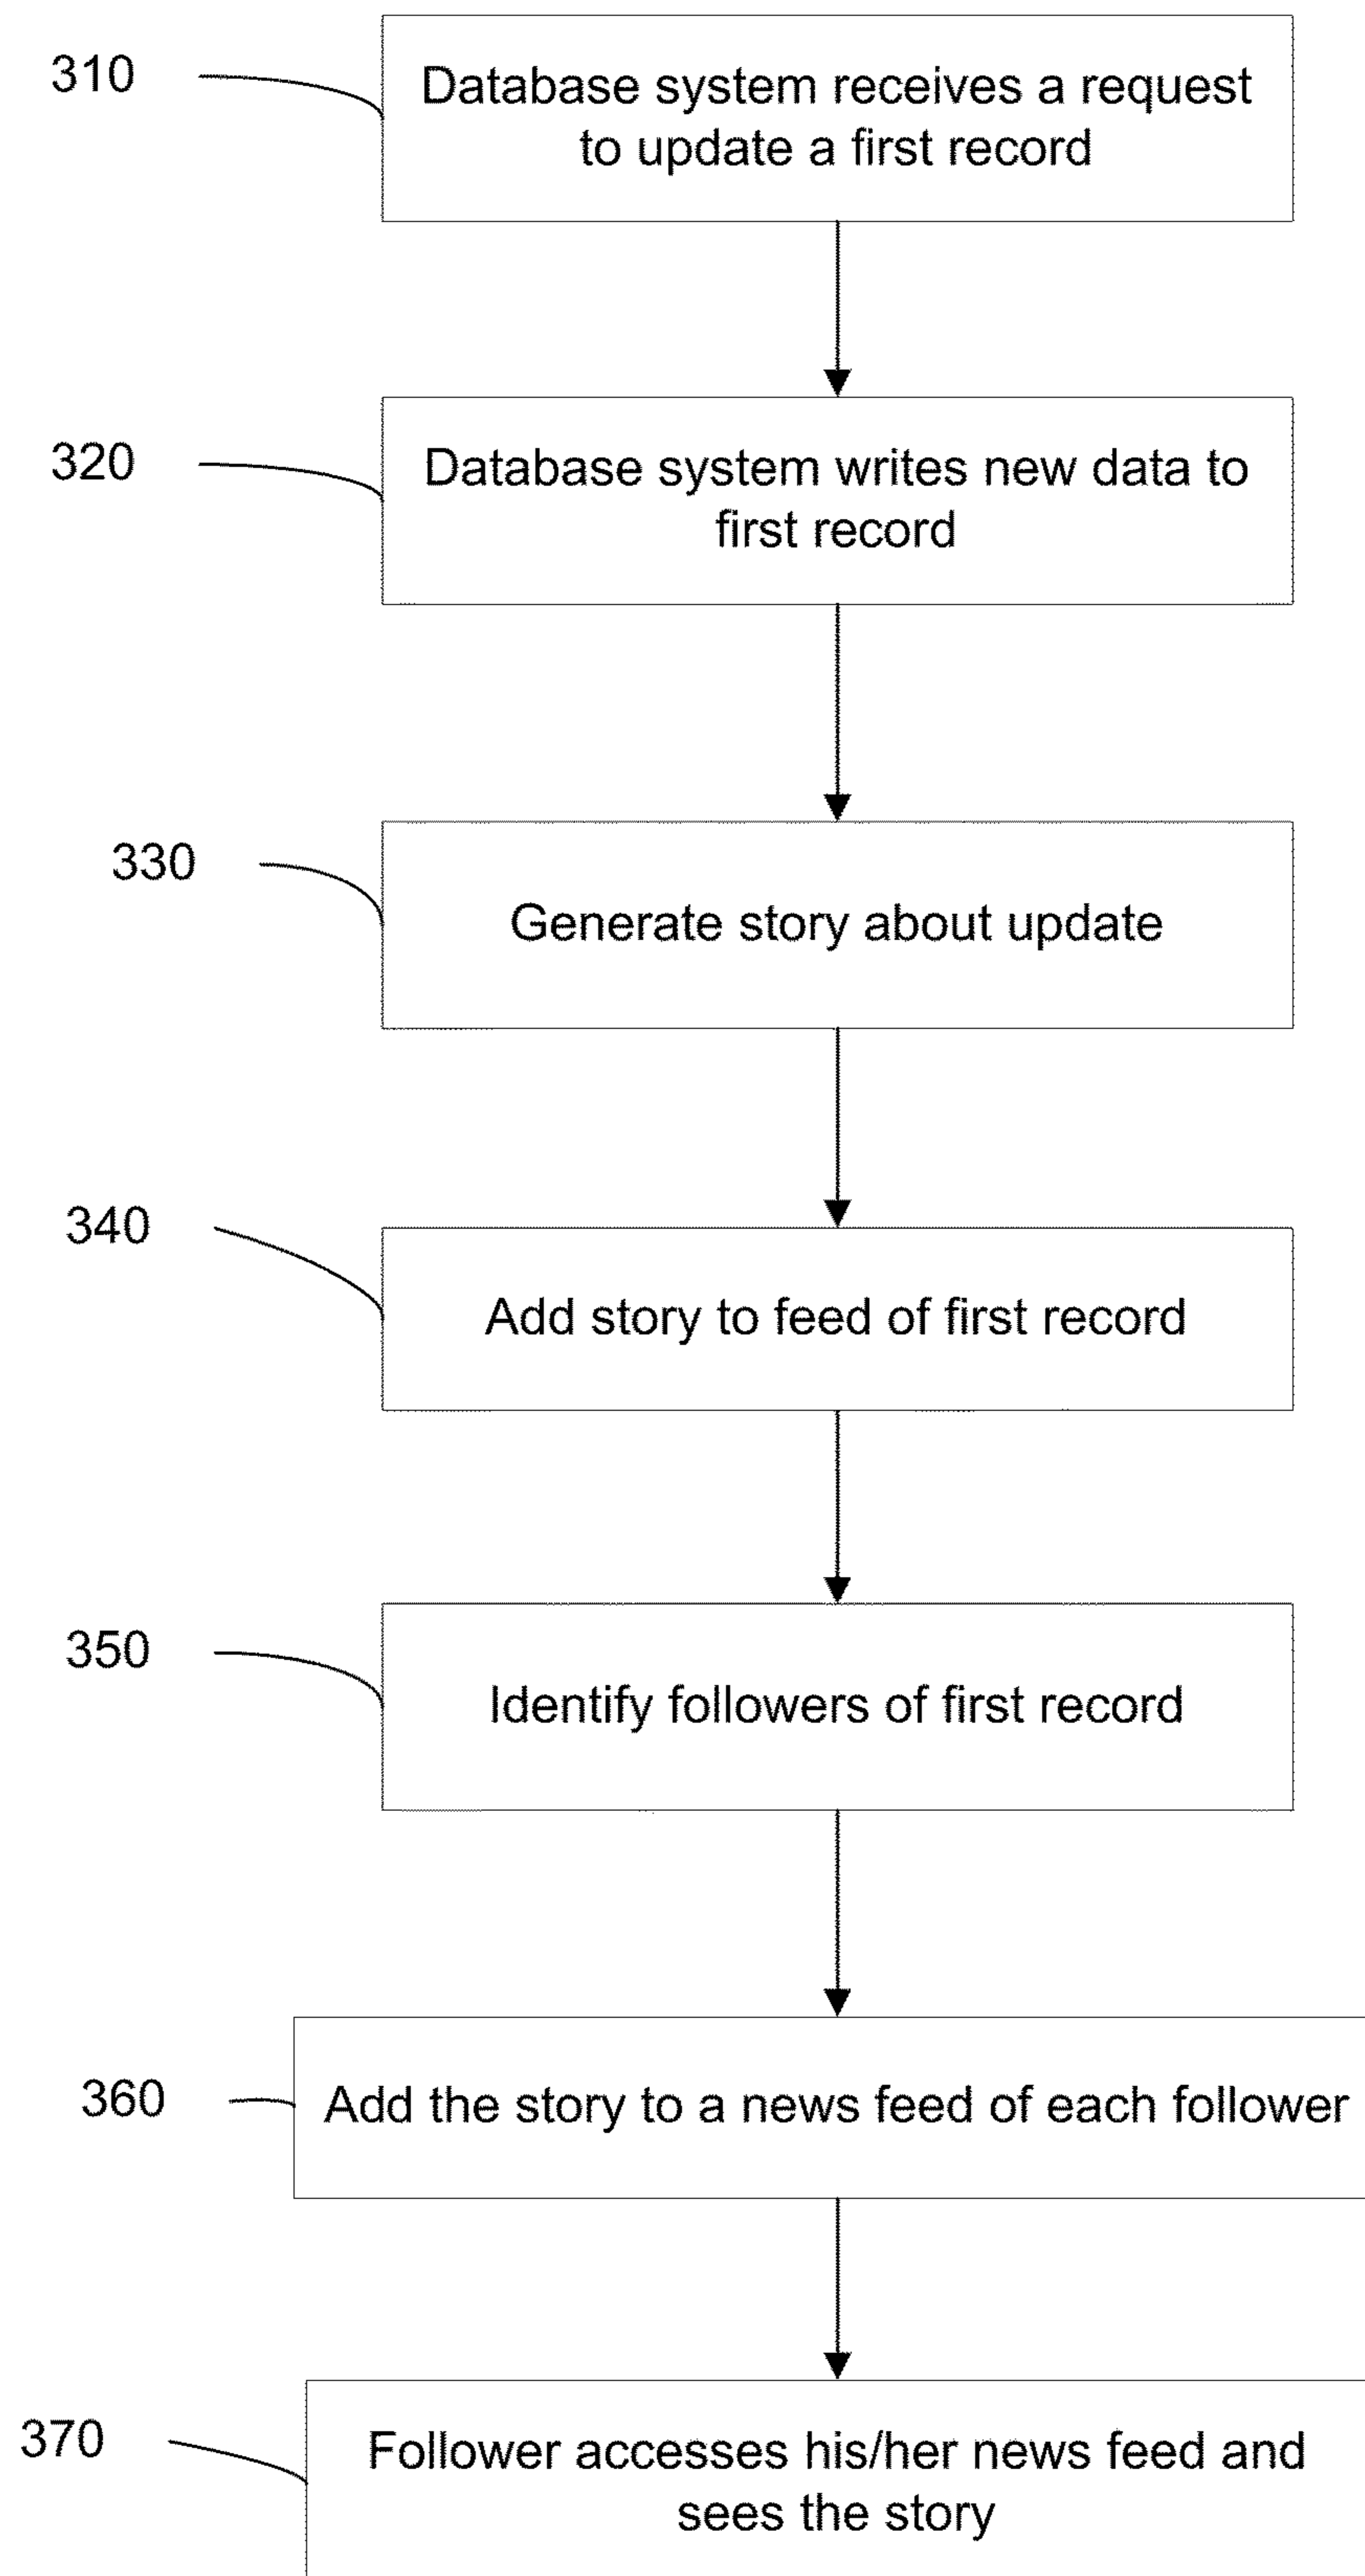 310
Database system receives a request
to update a first record
320
Database system writes new data to
first record
330
Generate story about update
340
Add story to feed of first record
350
Identify followers of first record
360
Add the story to a news feed of each follower
370
Follower accesses his/her news feed and
sees the story